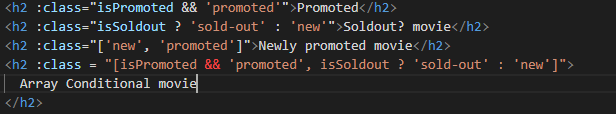 <h2 :class="isPromoted && 'promoted'">Promoted</h2>
<h2 :class="isSoldout ? 'sold-out' : 'new'">Soldout? movie</h2>
<h2 :class="['new', 'promoted']">Newly promoted movie</h2>
<h2 :class = "[isPromoted && 'promoted', isSoldout ? 'sold-out' : 'new']">
  Array Conditional movie
</h2>